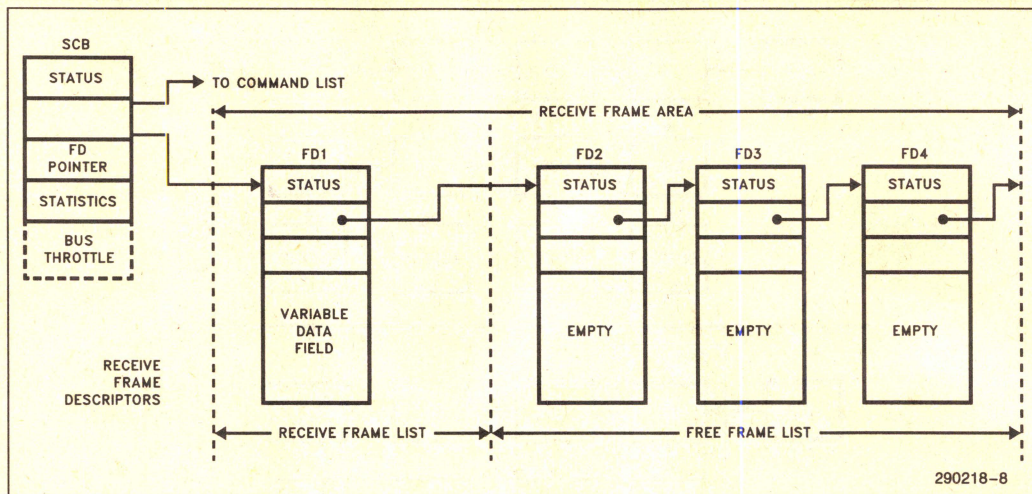 SCB
STATUS
FD
POINTER
STATISTICS
BUS
THROTTLE
TO COMMAND LIST
RECEIVE FRAME AREA
FD1
STATUS
VARIABLE
DATA
FIELD
FD2
STATUS
EMPTY
FD3
STATUS
EMPTY
FD4
STATUS
EMPTY
RECEIVE
FRAME
DESCRIPTORS
RECEIVE FRAME LIST
FREE FRAME LIST
290218-8